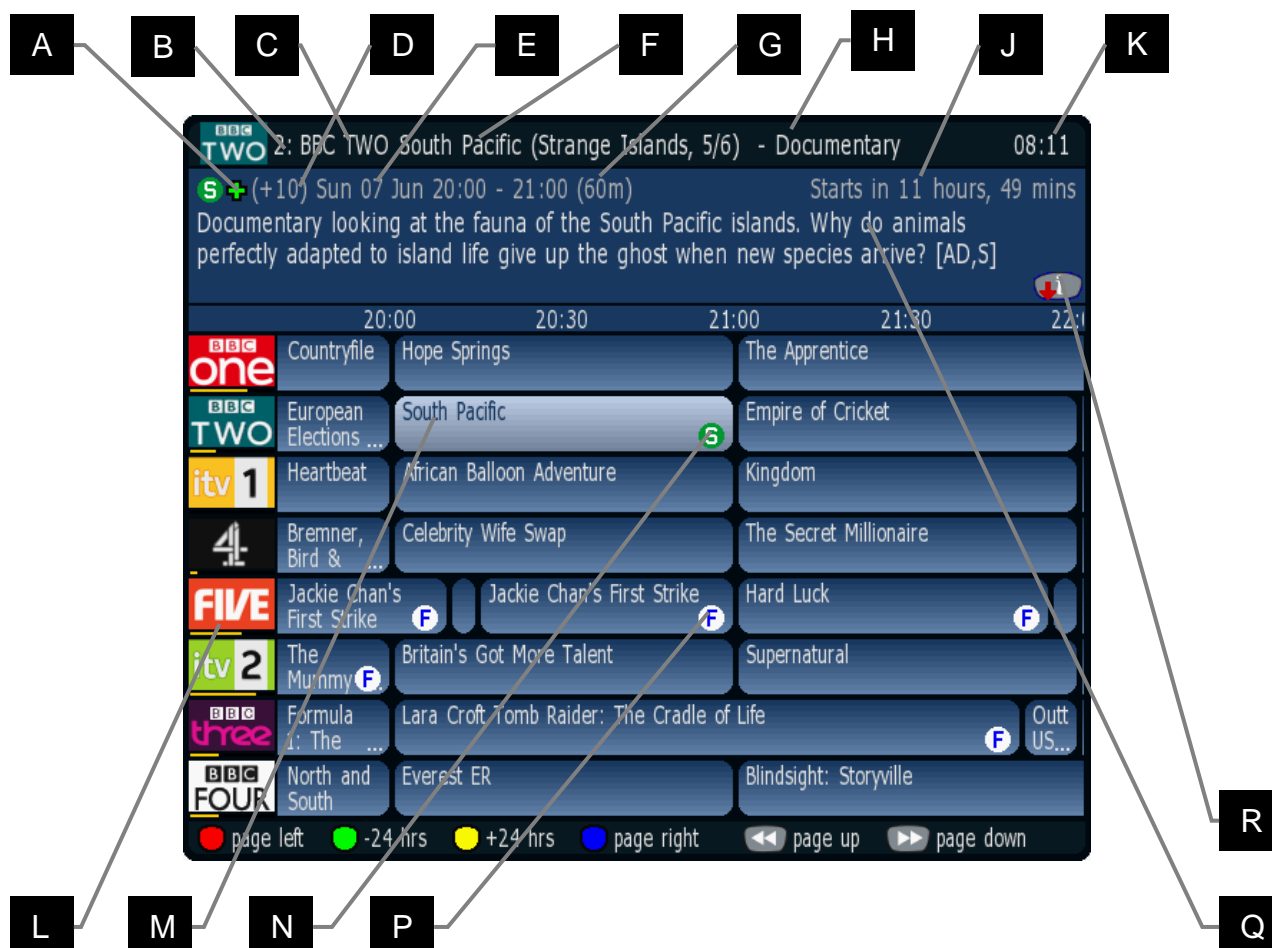 A B C D E F G H J K
BBC TWO 2: BBC TWO South Pacific (Strange Islands, 5/6) - Documentary 08:11
S (+10) Sun 07 Jun 20:00 - 21:00 (60m) Starts in 11 hours, 49 mins
Documentary looking at the fauna of the South Pacific islands. Why do animals
perfectly adapted to island life give up the ghost when new species arrive? [AD,S]
i
20:00 20:30 21:00 21:30 22:0
BBC one Countryfile Hope Springs The Apprentice
BBC TWO European Elections ... South Pacific S Empire of Cricket
itv 1 Heartbeat African Balloon Adventure Kingdom
4 Bremner, Bird & ... Celebrity Wife Swap The Secret Millionaire
FIVE Jackie Chan's First Strike F Jackie Chan's First Strike F Hard Luck F
itv 2 The Mummy F Britain's Got More Talent Supernatural
BBC three Formula 1: The ... Lara Croft Tomb Raider: The Cradle of Life F Outt US...
BBC FOUR North and South Everest ER Blindsight: Storyville
page left -24 hrs +24 hrs page right page up page down
R
L M N P Q